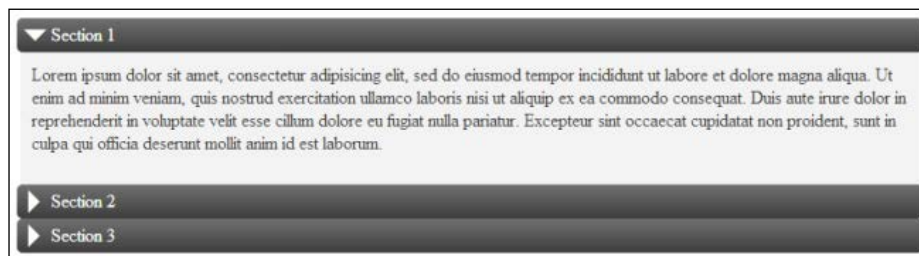 Section 1
Lorem ipsum dolor sit amet, consectetur adipisicing elit, sed do eiusmod tempor incididunt ut labore et dolore magna aliqua. Ut
enim ad minim veniam, quis nostrud exercitation ullamco laboris nisi ut aliquip ex ea commodo consequat. Duis aute irure dolor in
reprehenderit in voluptate velit esse cillum dolore eu fugiat nulla pariatur. Excepteur sint occaecat cupidatat non proident, sunt in
culpa qui officia deserunt mollit anim id est laborum.
Section 2
Section 3